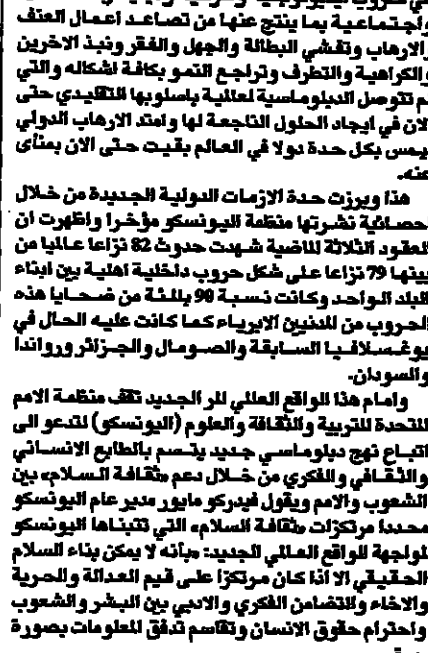 واجتماعية بما ينتج عنها من تصاعد اعمال العنف
والارهاب وتفشي البطالة والجهل والفقر ونبذ الاخرين
والكراهية والتطرف وتراجع النمو بكافة اشكاله والتي
لم تتوصل الدبلوماسية العالمية باسلوبها التقليدي حتى
الان في ايجاد الحلول الناجعة لها وامتد الارهاب الدولي
ليمس بكل حدة دولا في العالم بقيت حتى الان بمنأى
عنه.
هذا وبرزت حدة الازمات الدولية الجديدة من خلال
احصائية نشرتها منظمة اليونسكو مؤخرا واظهرت ان
العقود الثلاثة الماضية شهدت حدوث 82 نزاعا عالميا من
بينها 79 نزاعا على شكل حروب داخلية اهلية بين ابناء
البلد الواحد وكانت نسبة 90 بالمئة من ضحايا هذه
الحروب من المدنيين الابرياء كما كانت عليه الحال في
يوغسلافيا السابقة والصومال والجزائر ورواندا
والسودان.
وامام هذا الواقع العالمي المر الجديد تقف منظمة الامم
المتحدة للتربية والثقافة والعلوم (اليونسكو) لتدعو الى
اتباع نهج دبلوماسي جديد يتسم بالطابع الانساني
والثقافي والفكري من خلال دعم «ثقافة السلام» بين
الشعوب والامم ويقول فيدركو مايور مدير عام اليونسكو
محددا مرتكزات «ثقافة السلام» التي تتبناها اليونسكو
لمواجهة الواقع العالمي الجديد: «بأنه لا يمكن بناء السلام
الحقيقي الا اذا كان مرتكزا على قيم العدالة والحرية
والاخاء والتضامن الفكري والادبي بين البشر والشعوب
واحترام حقوق الانسان وتقاسم تدفق المعلومات بصورة